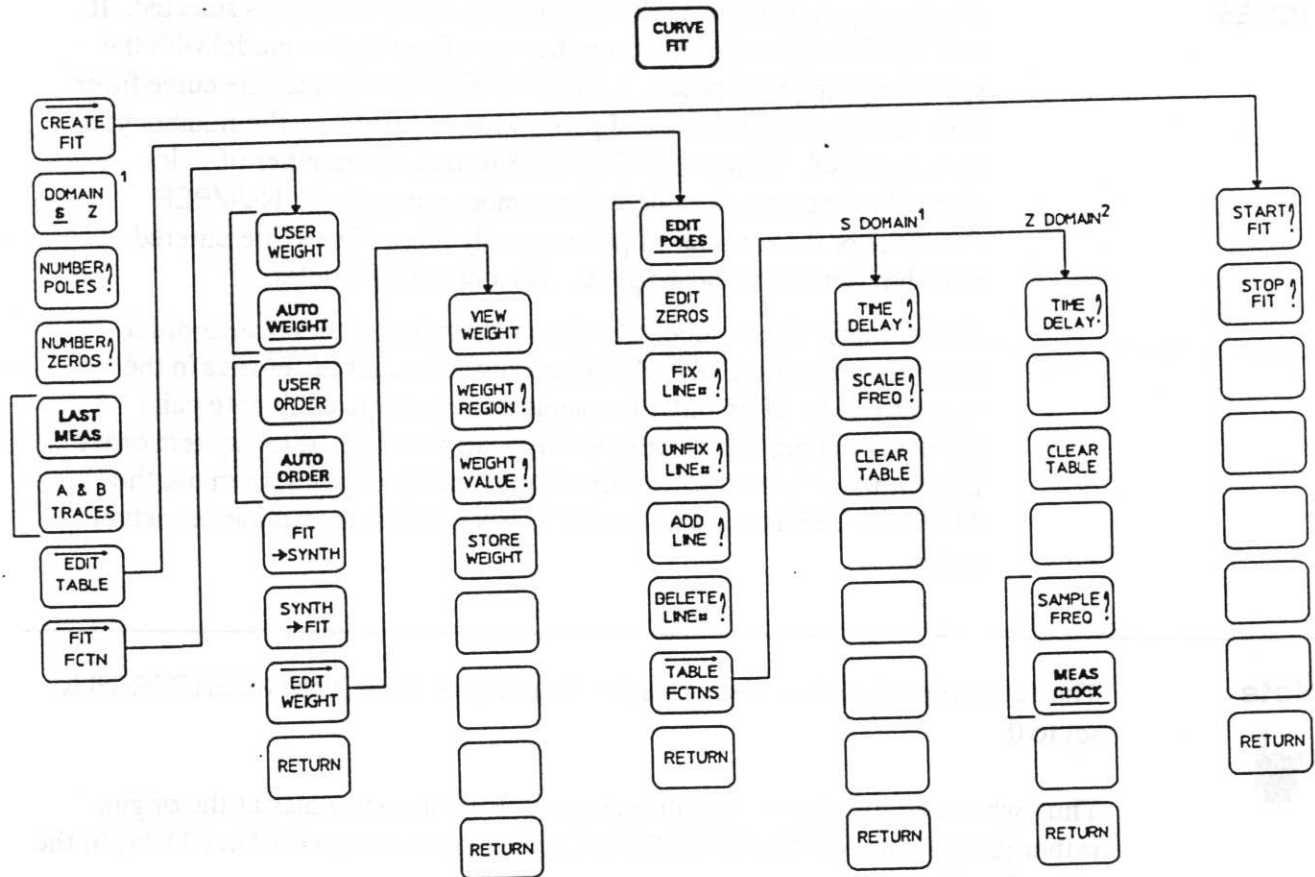 CURVE
FIT
CREATE
FIT
DOMAIN 1
S Z
NUMBER ?
POLES
NUMBER ?
ZEROS
LAST
MEAS
A & B
TRACES
EDIT
TABLE
FIT
FCTN
USER
WEIGHT
AUTO
WEIGHT
USER
ORDER
AUTO
ORDER
FIT
→SYNTH
SYNTH
→FIT
EDIT
WEIGHT
RETURN
VIEW
WEIGHT
WEIGHT ?
REGION
WEIGHT ?
VALUE
STORE
WEIGHT
RETURN
EDIT
POLES
EDIT
ZEROS
FIX ?
LINE#
UNFIX ?
LINE#
ADD ?
LINE
DELETE ?
LINE#
TABLE
FCTNS
RETURN
S DOMAIN1
TIME ?
DELAY
SCALE ?
FREQ
CLEAR
TABLE
RETURN
Z DOMAIN2
TIME ?
DELAY
CLEAR
TABLE
SAMPLE ?
FREQ
MEAS
CLOCK
RETURN
START ?
FIT
STOP ?
FIT
RETURN